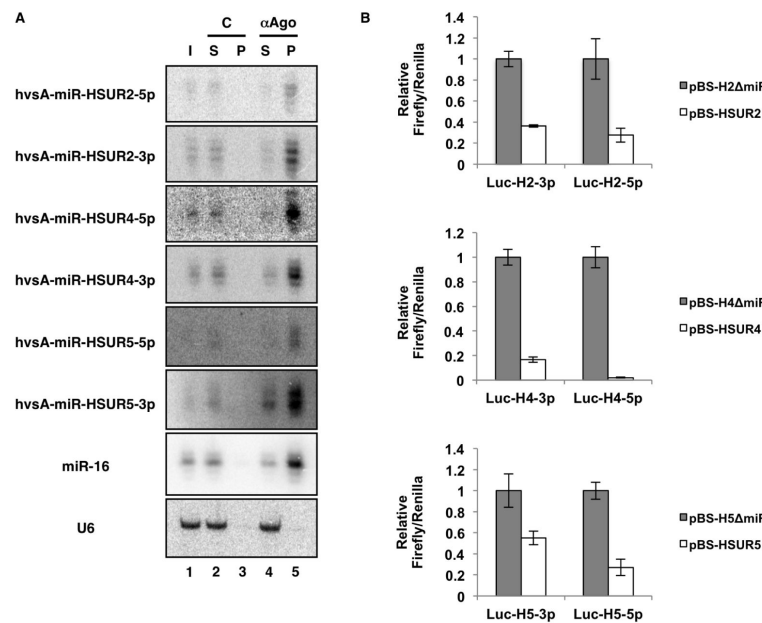 A
C
αAgo
I S P S P
hvsA-miR-HSUR2-5p
hvsA-miR-HSUR2-3p
hvsA-miR-HSUR4-5p
hvsA-miR-HSUR4-3p
hvsA-miR-HSUR5-5p
hvsA-miR-HSUR5-3p
miR-16
U6
1 2 3 4 5
B
Relative
Firefly/Renilla
1.4
1.2
1
0.8
0.6
0.4
0.2
0
Luc-H2-3p Luc-H2-5p
pBS-H2ΔmiR
pBS-HSUR2
Relative
Firefly/Renilla
1.2
1
0.8
0.6
0.4
0.2
0
Luc-H4-3p Luc-H4-5p
pBS-H4ΔmiR
pBS-HSUR4
Relative
Firefly/Renilla
1.4
1.2
1
0.8
0.6
0.4
0.2
0
Luc-H5-3p Luc-H5-5p
pBS-H5ΔmiR
pBS-HSUR5